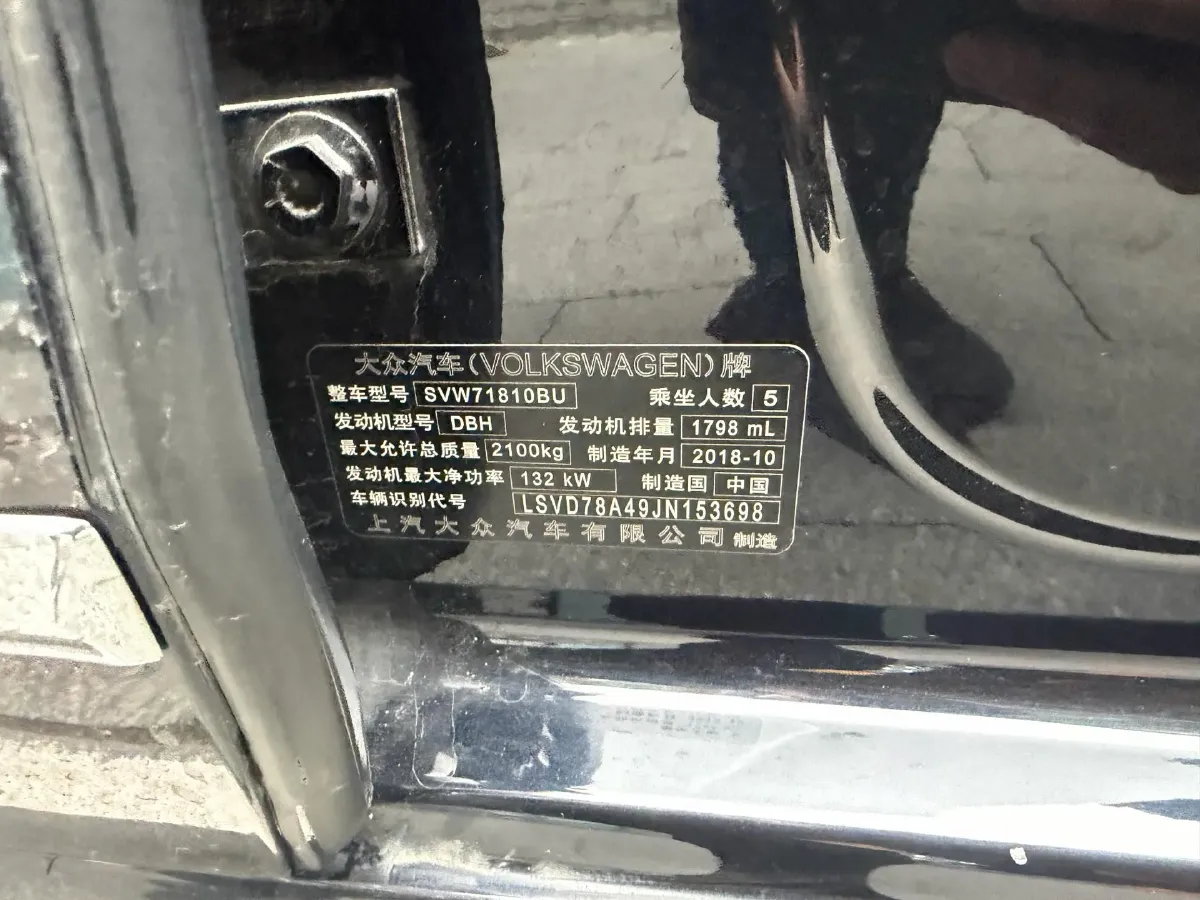 大众汽车(VOLKSWAGEN)牌
整车型号 SVW71810BU 乘坐人数 5
发动机型号 DBH 发动机排量 1798 mL
最大允许总质量 2100kg 制造年月 2018-10
发动机最大净功率 132 kW 制造国 中国
车辆识别代号 LSVD78A49JN153698
上汽大众汽车有限公司 制造